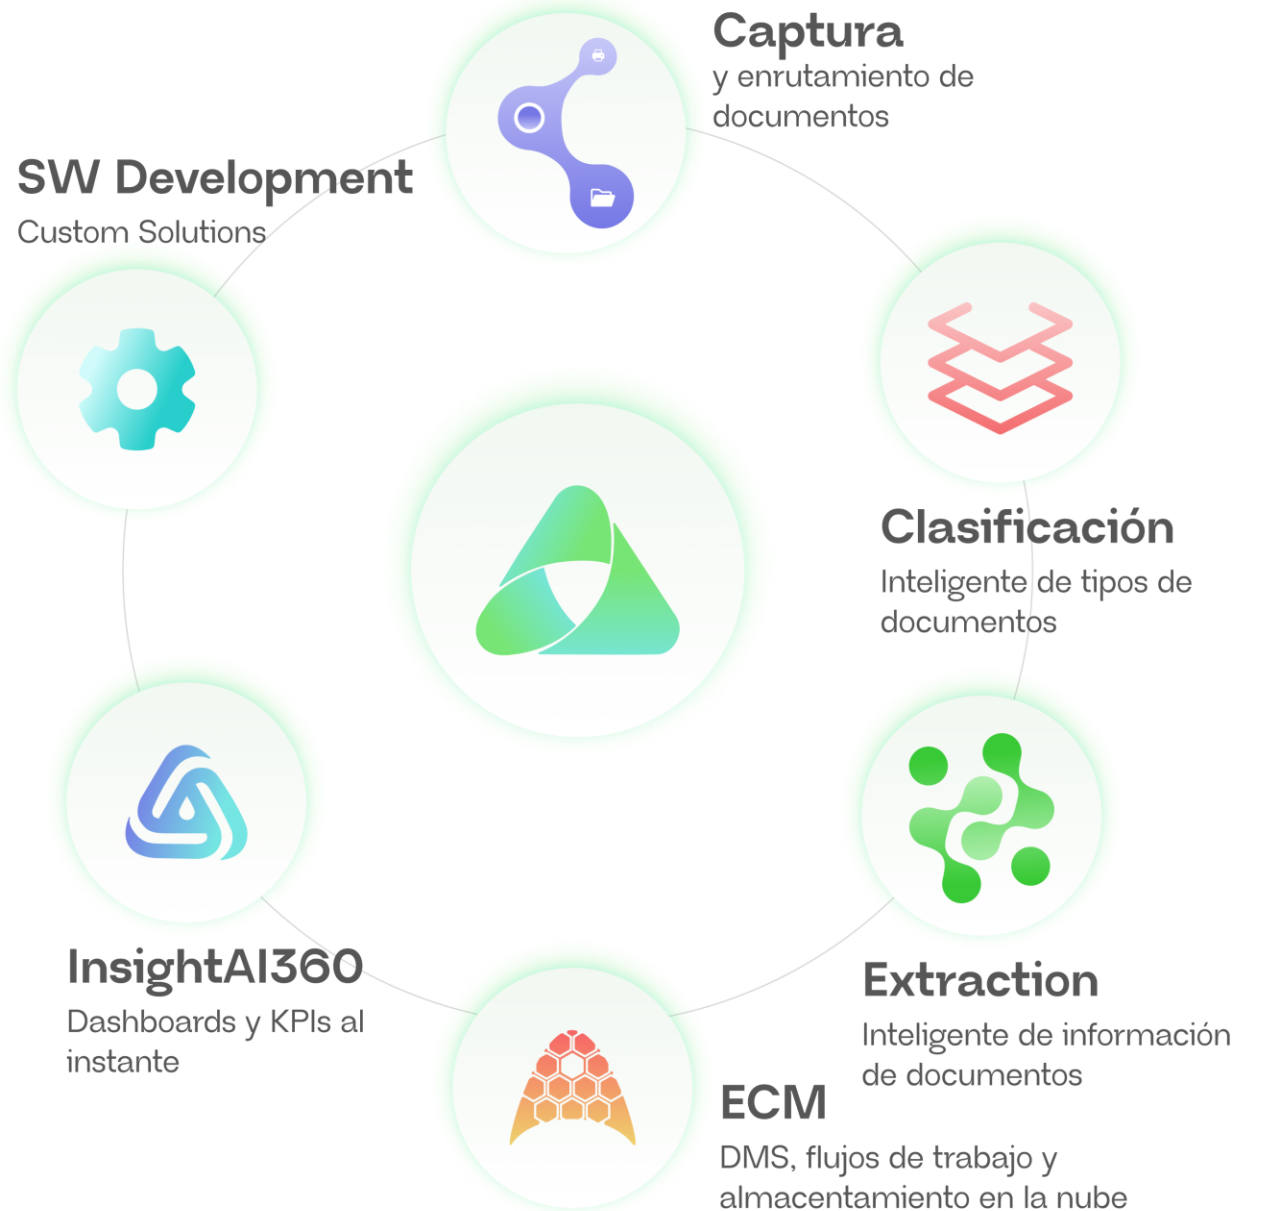 Captura
y enrutamiento de
documentos
SW Development
Custom Solutions
Clasificación
Inteligente de tipos de
documentos
InsightAI360
Dashboards y KPIs al
instante
Extraction
Inteligente de información
de documentos
ECM
DMS, flujos de trabajo y
almacentamiento en la nube